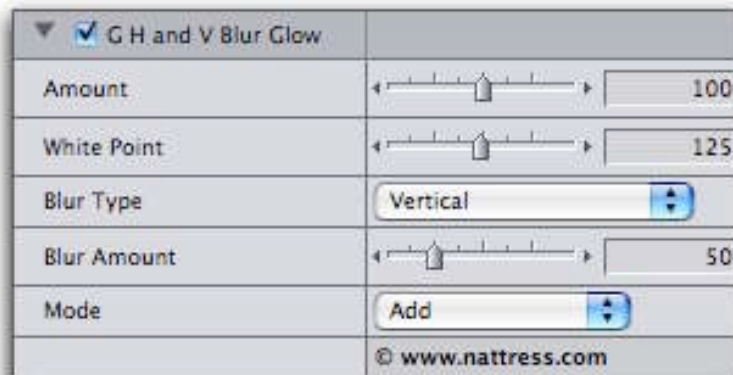 G H and V Blur Glow
Amount 100
White Point 125
Blur Type Vertical
Blur Amount 50
Mode Add
© www.nattress.com